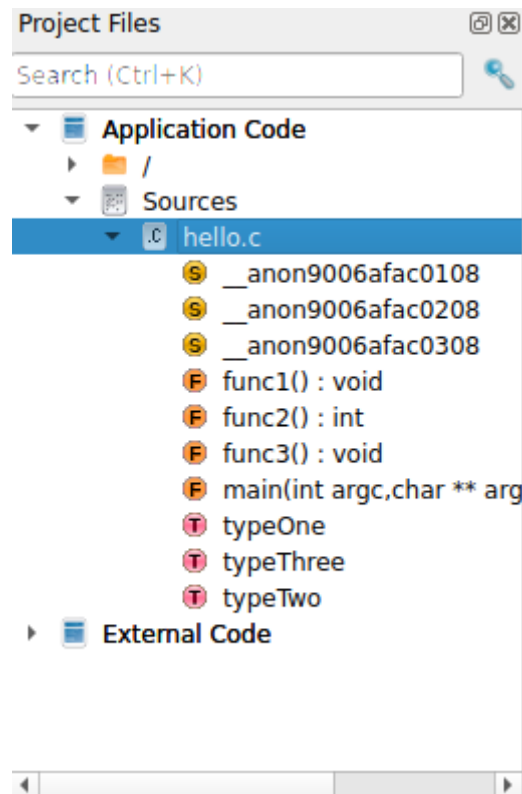 Project Files
Search (Ctrl+K)
Application Code
/
Sources
.c hello.c
S __anon9006afac0108
S __anon9006afac0208
S __anon9006afac0308
F func1() : void
F func2() : int
F func3() : void
F main(int argc,char ** arg
T typeOne
T typeThree
T typeTwo
External Code